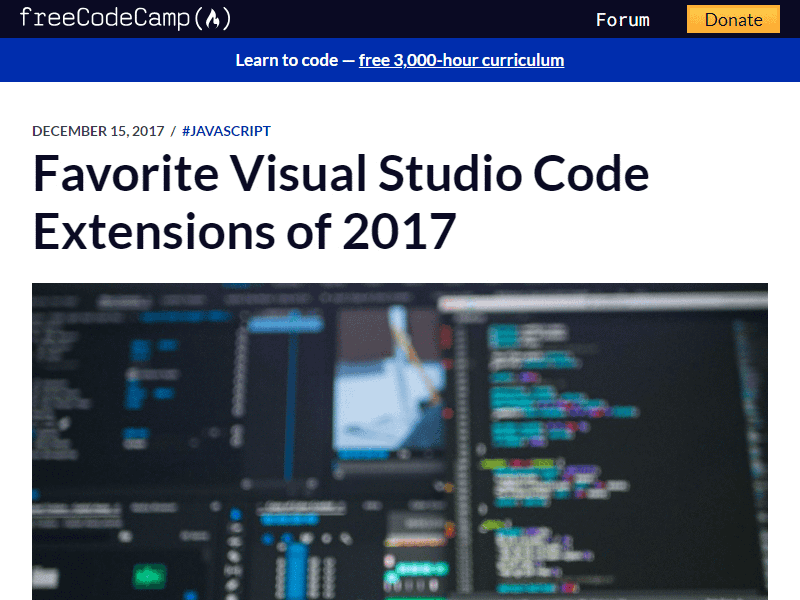 freeCodeCamp(🔥)
Forum
Donate
Learn to code — free 3,000-hour curriculum
DECEMBER 15, 2017 / #JAVASCRIPT
Favorite Visual Studio Code
Extensions of 2017